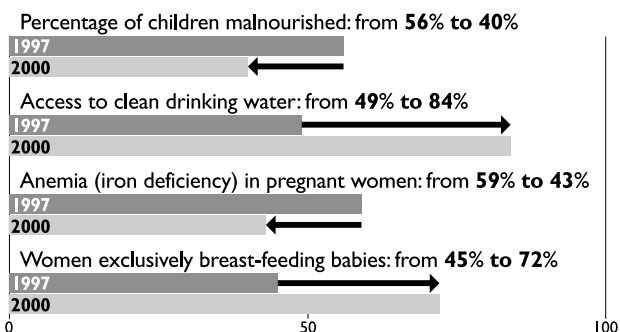 Percentage of children malnourished: from 56% to 40%
1997
2000
Access to clean drinking water: from 49% to 84%
1997
2000
Anemia (iron deficiency) in pregnant women: from 59% to 43%
1997
2000
Women exclusively breast-feeding babies: from 45% to 72%
1997
2000
0 50 100